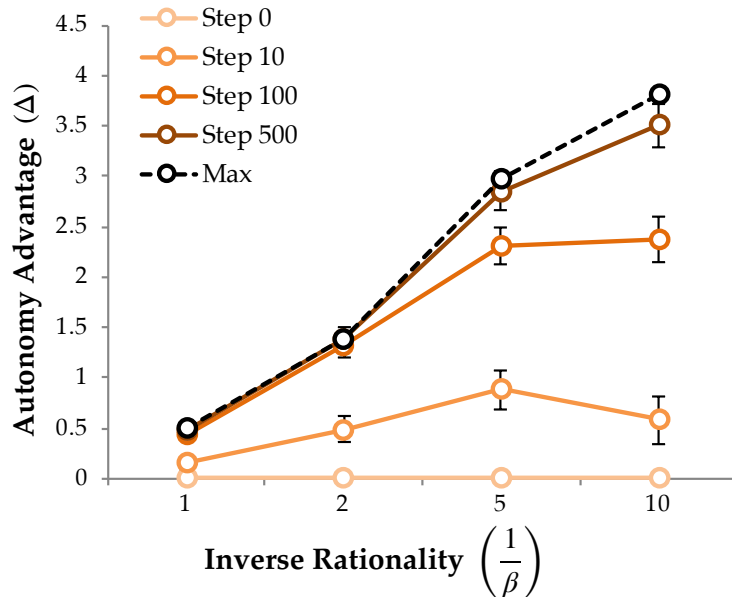 Step 0
Step 10
Step 100
Step 500
Max
4.5
4
3.5
3
2.5
2
1.5
1
0.5
0
Autonomy Advantage (Δ)
1 2 5 10
Inverse Rationality (1/β)